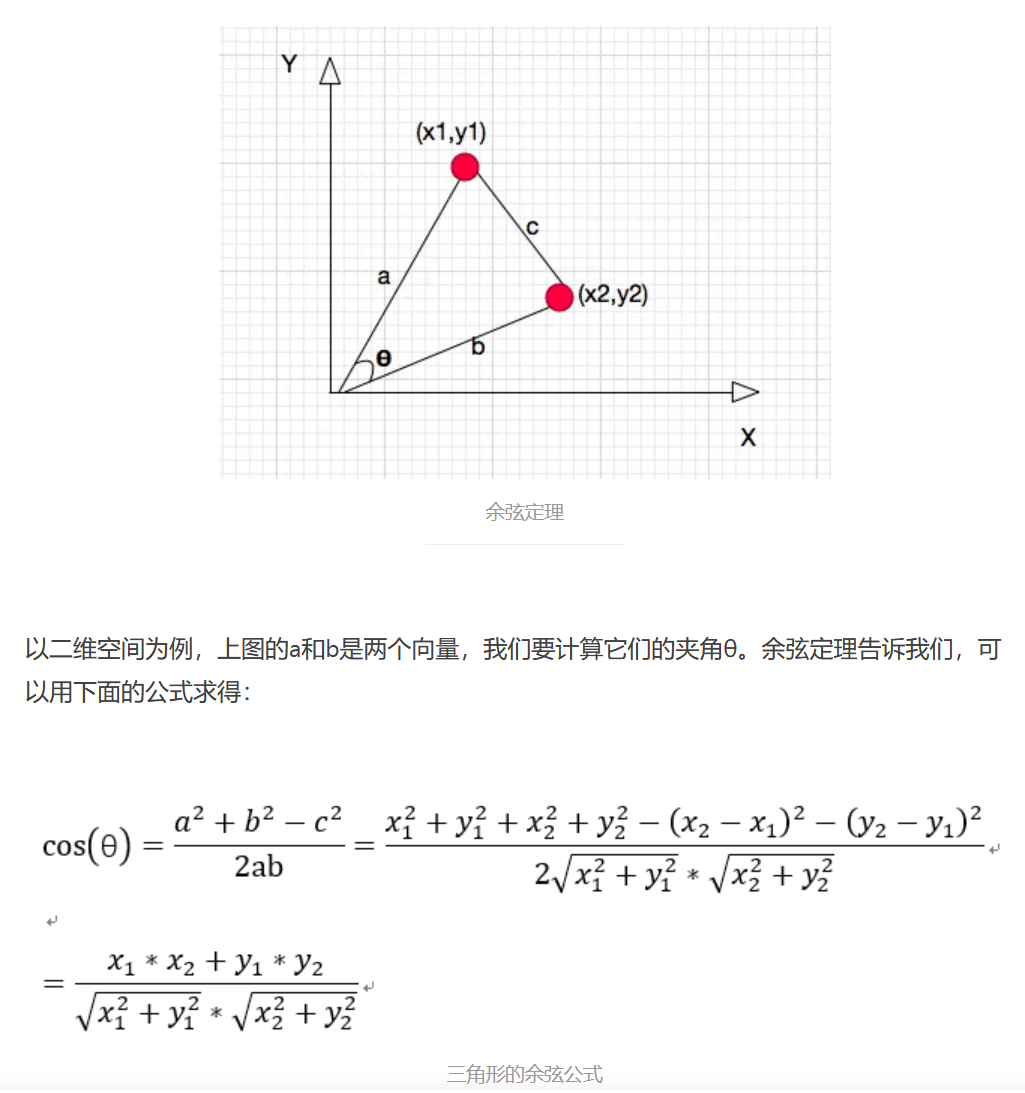 Y
(x1,y1)
c
a
(x2,y2)
θ
b
X
余弦定理
以二维空间为例，上图的a和b是两个向量，我们要计算它们的夹角θ。余弦定理告诉我们，可
以用下面的公式求得：
cos(θ) = \frac{a^2 + b^2 − c^2}{2ab} = \frac{x_1^2 + y_1^2 + x_2^2 + y_2^2 − (x_2 − x_1)^2 − (y_2 − y_1)^2}{2\sqrt{x_1^2 + y_1^2} * \sqrt{x_2^2 + y_2^2}} ↵
↵
= \frac{x_1 * x_2 + y_1 * y_2}{\sqrt{x_1^2 + y_1^2} * \sqrt{x_2^2 + y_2^2}} ↵
三角形的余弦公式